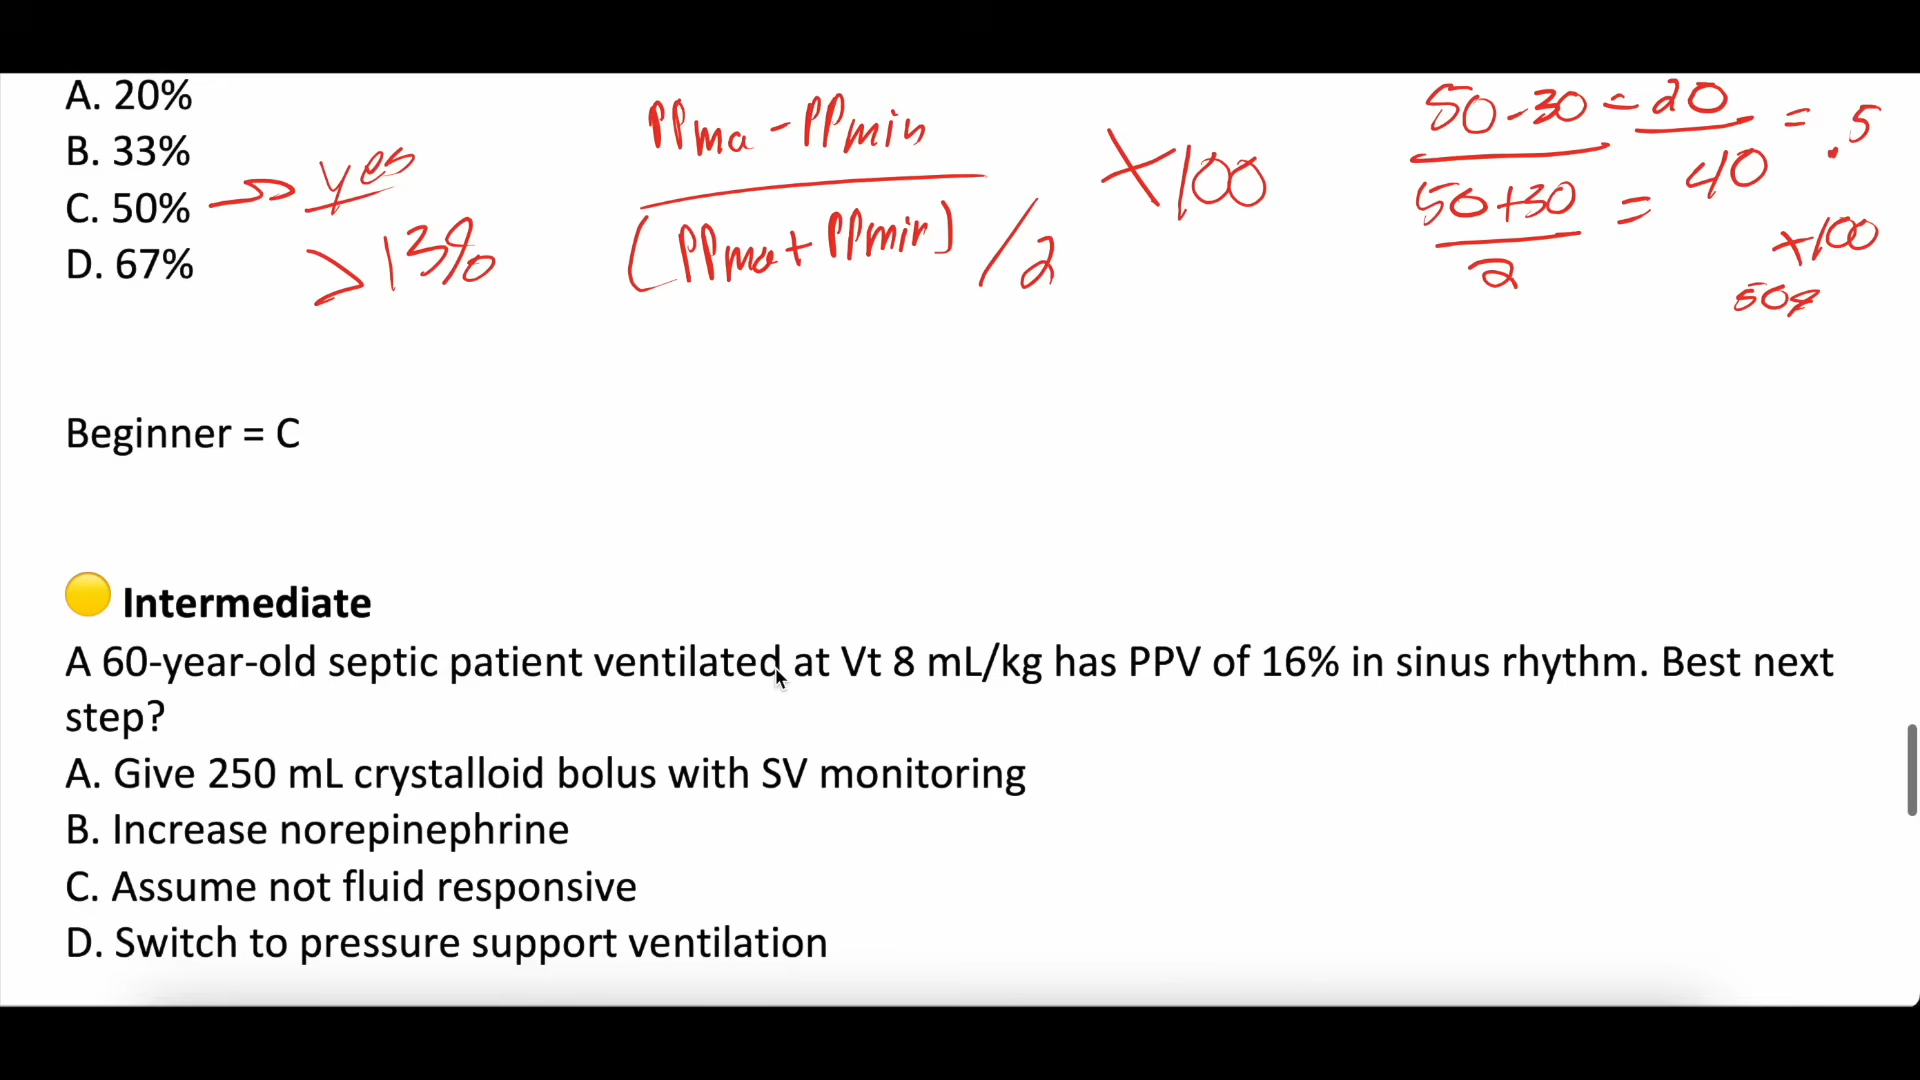 A. 20%
B. 33%
C. 50%
D. 67%
yes
>13%
PPma - PPmin
(PPma + PPmin) / 2
X100
50-30 = 20 = .5
50+30 = 40
2
x100
50%
Beginner = C
Intermediate
A 60-year-old septic patient ventilated at Vt 8 mL/kg has PPV of 16% in sinus rhythm. Best next
step?
A. Give 250 mL crystalloid bolus with SV monitoring
B. Increase norepinephrine
C. Assume not fluid responsive
D. Switch to pressure support ventilation